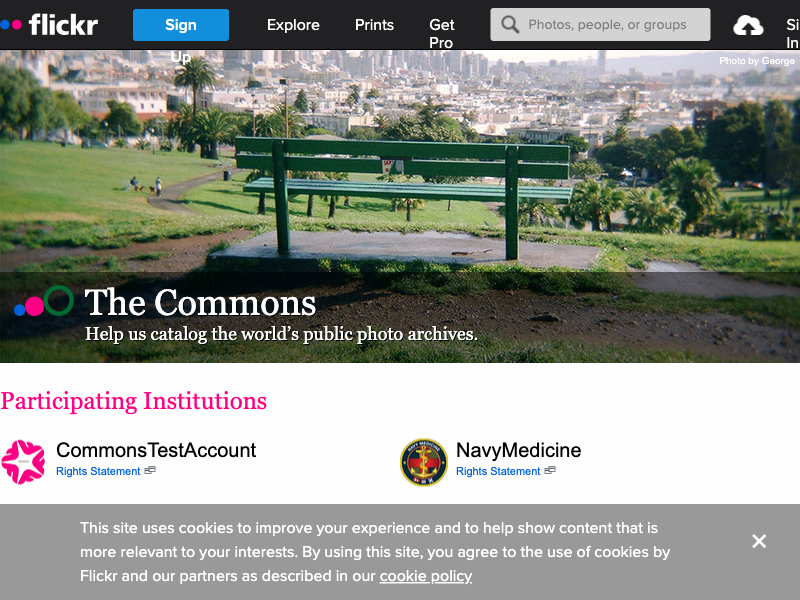 flickr
Sign Up
Explore
Prints
Get Pro
Photos, people, or groups
Photo by George
The Commons
Help us catalog the world's public photo archives.
Participating Institutions
CommonsTestAccount
Rights Statement
NavyMedicine
Rights Statement
This site uses cookies to improve your experience and to help show content that is
more relevant to your interests. By using this site, you agree to the use of cookies by
Flickr and our partners as described in our cookie policy